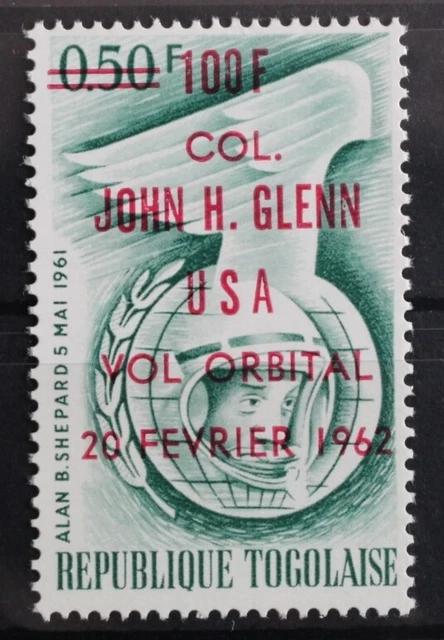 0.50 F
100F
COL.
JOHN H. GLENN
USA
VOL ORBITAL
20 FEVRIER 1962
ALAN B. SHEPARD 5 MAI 1961
REPUBLIQUE TOGOLAISE